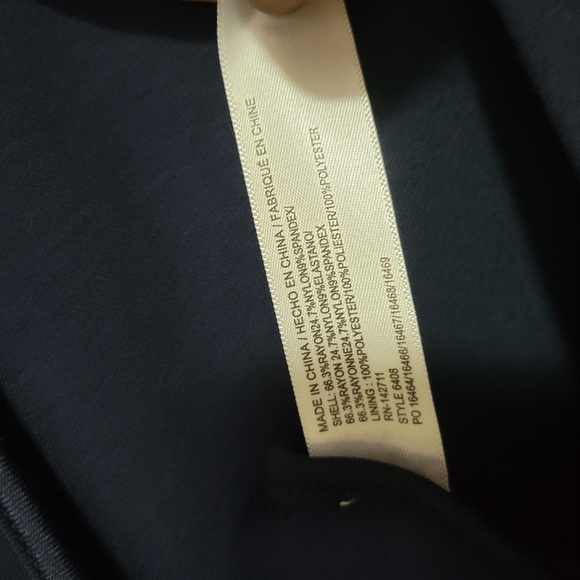 MADE IN CHINA / HECHO EN CHINA / FABRIQUÉ EN CHINE
SHELL: 66.3%RAYON24.7%NYLON9%SPANDEX/
66.3%RAYON 24.7%NYLON9%ELASTANO/
66.3%RAYONNE24.7%NYLON9%SPANDEX
LINING : 100%POLYESTER/100%POLIESTER/100%POLYESTER
RN-142711
STYLE 6408
PO 16464/16466/16467/16468/16469